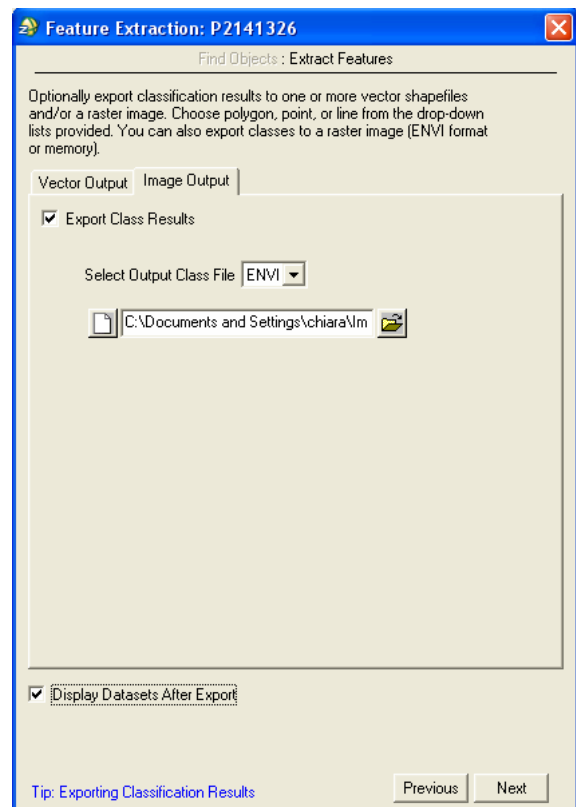 Feature Extraction: P2141326
Find Objects : Extract Features
Optionally export classification results to one or more vector shapefiles
and/or a raster image. Choose polygon, point, or line from the drop-down
lists provided. You can also export classes to a raster image (ENVI format
or memory).
Vector Output Image Output
Export Class Results
Select Output Class File ENVI
C:\Documents and Settings\chiara\Im
Display Datasets After Export
Tip: Exporting Classification Results Previous Next